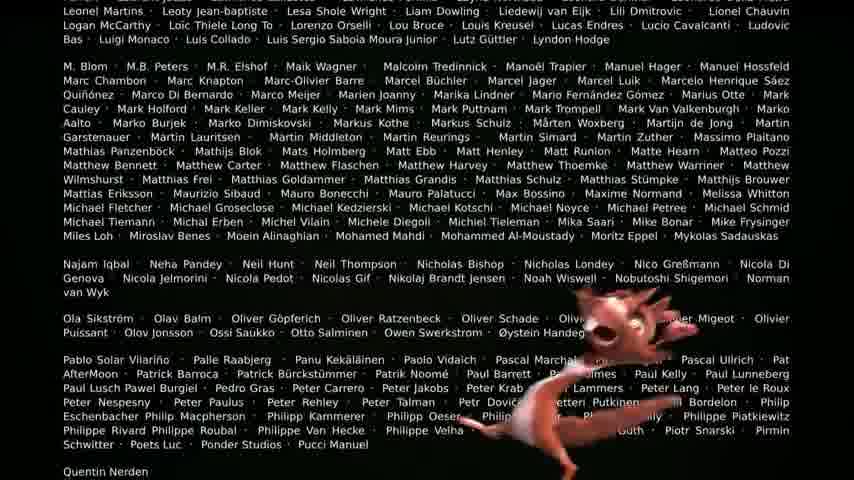 Leonel Martins · Leoty Jean-baptiste · Lesa Shole Wright · Liam Dowling · Liedewij van Eijk · Lili Dmitrovic · Lionel Chauvin
Logan McCarthy · Loïc Thiele Long To · Lorenzo Orselli · Lou Bruce · Louis Kreusel · Lucas Endres · Lucio Cavalcanti · Ludovic
Bas · Luigi Monaco · Luis Collado · Luis Sergio Saboia Moura Junior · Lutz Güttler · Lyndon Hodge
M. Blom · M.B. Peters · M.R. Elshof · Maik Wagner · Malcolm Tredinnick · Manoël Trapier · Manuel Hager · Manuel Hossfeld
Marc Chambon · Marc Knapton · Marc-Olivier Barre · Marcel Büchler · Marcel Jager · Marcel Luik · Marcelo Henrique Sáez
Quiñónez · Marco Di Bernardo · Marco Meijer · Marien Joanny · Marika Lindner · Mario Fernández Gómez · Marius Otte · Mark
Cauley · Mark Holford · Mark Keller · Mark Kelly · Mark Mims · Mark Puttnam · Mark Trompell · Mark Van Valkenburgh · Marko
Aalto · Marko Burjek · Marko Dimiskovski · Markus Kothe · Markus Schulz · Mårten Woxberg · Martijn de Jong · Martin
Garstenauer · Martin Lauritsen · Martin Middleton · Martin Reurings · Martin Simard · Martin Zuther · Massimo Plaitano
Mathias Panzenböck · Mathijs Blok · Mats Holmberg · Matt Ebb · Matt Henley · Matt Runion · Matte Hearn · Matteo Pozzi
Matthew Bennett · Matthew Carter · Matthew Flaschen · Matthew Harvey · Matthew Thoemke · Matthew Warriner · Matthew
Wilmshurst · Matthias Frei · Matthias Goldammer · Matthias Grandis · Matthias Schulz · Matthias Stümpke · Matthijs Brouwer
Mattias Eriksson · Maurizio Sibaud · Mauro Bonecchi · Mauro Palatucci · Max Bossino · Maxime Normand · Melissa Whitton
Michael Fletcher · Michael Groseclose · Michael Kedzierski · Michael Kotschi · Michael Noyce · Michael Petree · Michael Schmid
Michael Tiemann · Michal Erben · Michel Vilain · Michele Diegoli · Michiel Tieleman · Mika Saari · Mike Bonar · Mike Frysinger
Miles Loh · Miroslav Benes · Moein Alinaghian · Mohamed Mahdi · Mohammed Al-Moustady · Moritz Eppel · Mykolas Sadauskas
Najam Iqbal · Neha Pandey · Neil Hunt · Neil Thompson · Nicholas Bishop · Nicholas Londey · Nico Greßmann · Nicola Di
Genova · Nicola Jelmorini · Nicola Pedot · Nicolas Gif · Nikolaj Brandt Jensen · Noah Wiswell · Nobutoshi Shigemori · Norman
van Wyk
Ola Sikström · Olav Balm · Oliver Göpferich · Oliver Ratzenbeck · Oliver Schade · Migeot · Olivier
Puissant · Olov Jonsson · Ossi Saukko · Otto Salminen · Owen Swerkstrom · Øystein
Pablo Solar Vilariño · Palle Raabjerg · Panu Kekäläinen · Paolo Vidaich · Pascal · Pascal Ullrich · Pat
AfterMoon · Patrick Barroca · Patrick Bürckstümmer · Patrik Noomé · Paul Barrett · Paul Kelly · Paul Lunneberg
Paul Lusch Pawel Burgiel · Pedro Gras · Peter Carrero · Peter Jakobs · Peter · Lammers · Peter Lang · Peter le Roux
Peter Nespesny · Peter Paulus · Peter Rehley · Peter Talman · Petr · Putkinen · Bordelon · Philip
Eschenbacher Philip Macpherson · Philipp Kammerer · Philipp Oeser · Philippe Piatkiewitz
Philippe Riyard Philippe Roubal · Philippe Van Hecke · Philippe Velha · Guth · Piotr Snarski · Pirmin
Schwitter · Poets Luc · Ponder Studios · Pucci Manuel
Quentin Nerden